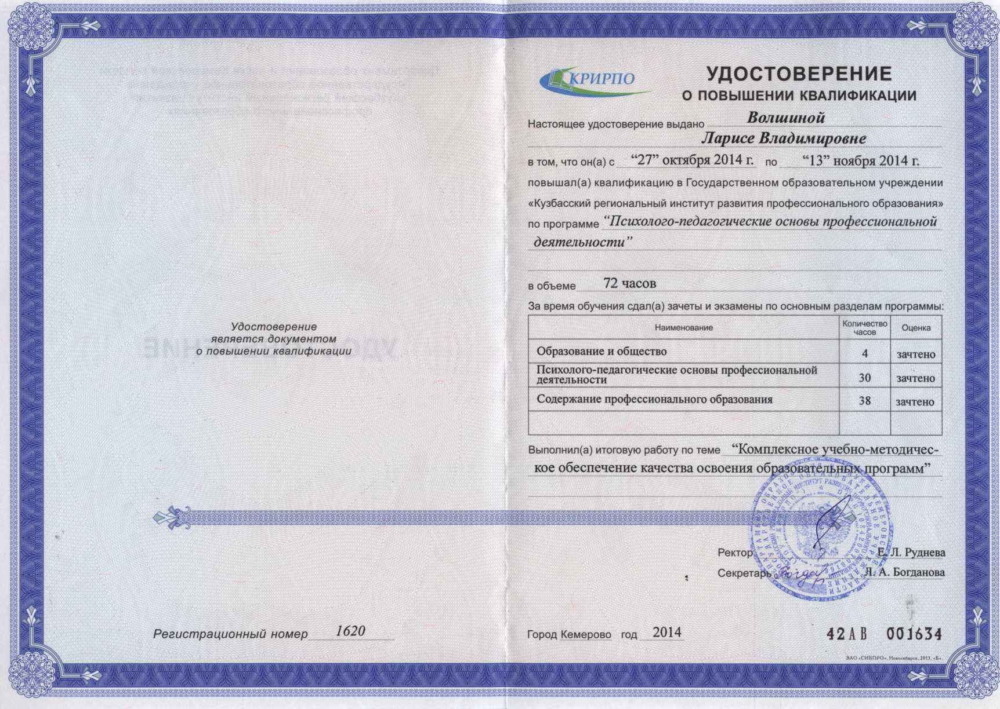 Удостоверение
является документом
о повышении квалификации
Регистрационный номер 1620
КРИРПО
УДОСТОВЕРЕНИЕ
О ПОВЫШЕНИИ КВАЛИФИКАЦИИ
Настоящее удостоверение выдано Волшиной
Ларисе Владимировне
в том, что он(а) с “27” октября 2014 г. по “13” ноября 2014 г.
повышал(а) квалификацию в Государственном образовательном учреждении
«Кузбасский региональный институт развития профессионального образования»
по программе “Психолого-педагогические основы профессиональной
деятельности”
в объеме 72 часов
За время обучения сдал(а) зачеты и экзамены по основным разделам программы:
Наименование Количество часов Оценка
Образование и общество 4 зачтено
Психолого-педагогические основы профессиональной
деятельности 30 зачтено
Содержание профессионального образования 38 зачтено
Выполнил(а) итоговую работу по теме “Комплексное учебно-методичес-
кое обеспечение качества освоения образовательных программ”
Ректор Е. Л. Руднева
Секретарь Л. А. Богданова
Город Кемерово год 2014
42АВ 001634
ЗАО «СИБПРО», Новосибирск, 2013, «Б».